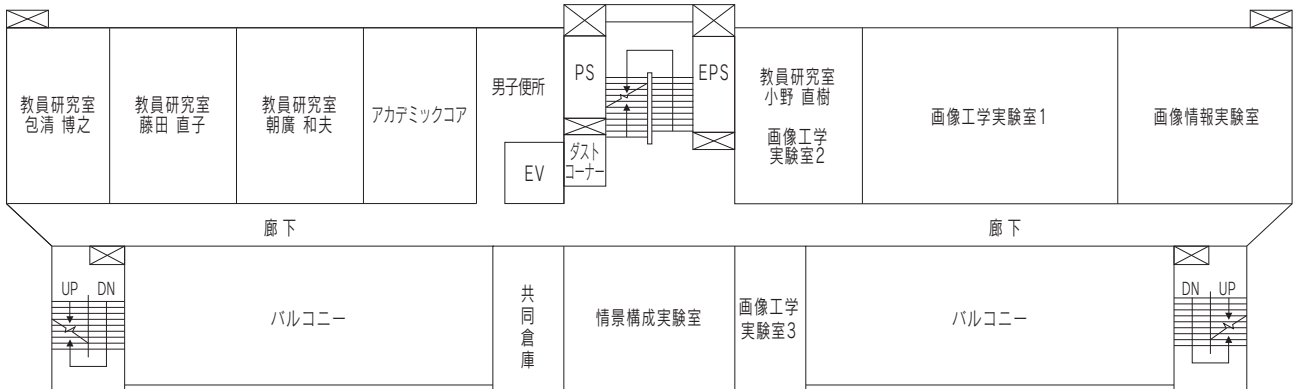 教員研究室
包清 博之
教員研究室
藤田 直子
教員研究室
朝廣 和夫
アカデミックコア
男子便所
EV
PS
ダスト
コーナー
EPS
教員研究室
小野 直樹
画像工学
実験室2
画像工学実験室1
画像情報実験室
廊下
廊下
UP DN
バルコニー
共同倉庫
情景構成実験室
画像工学
実験室3
バルコニー
DN UP